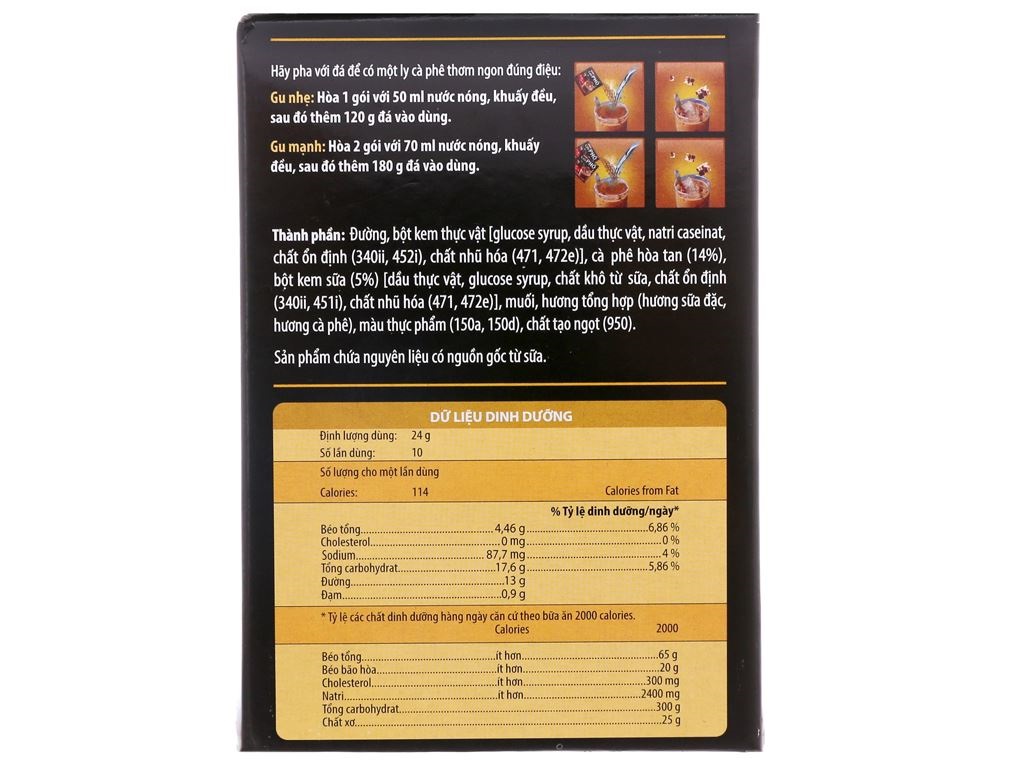 Hãy pha với đá để có một ly cà phê thơm ngon đúng điệu:
Gu nhẹ: Hòa 1 gói với 50 ml nước nóng, khuấy đều,
sau đó thêm 120 g đá vào dùng.
Gu mạnh: Hòa 2 gói với 70 ml nước nóng, khuấy
đều, sau đó thêm 180 g đá vào dùng.
Thành phần: Đường, bột kem thực vật [glucose syrup, dầu thực vật, natri caseinat,
chất ổn định (340ii, 452i), chất nhũ hóa (471, 472e)], cà phê hòa tan (14%),
bột kem sữa (5%) [dầu thực vật, glucose syrup, chất khô từ sữa, chất ổn định
(340ii, 451i), chất nhũ hóa (471, 472e)], muối, hương tổng hợp (hương sữa đặc,
hương cà phê), màu thực phẩm (150a, 150d), chất tạo ngọt (950).
Sản phẩm chứa nguyên liệu có nguồn gốc từ sữa.
DỮ LIỆU DINH DƯỠNG
Định lượng dùng: 24 g
Số lần dùng: 10
Số lượng cho một lần dùng
Calories: 114 Calories from Fat
% Tỷ lệ dinh dưỡng/ngày*
Béo tổng 4,46 g 6,86 %
Cholesterol 0 mg 0 %
Sodium 87,7 mg 4 %
Tổng carbohydrat 17,6 g 5,86 %
Đường 13 g
Đạm 0,9 g
* Tỷ lệ các chất dinh dưỡng hàng ngày căn cứ theo bữa ăn 2000 calories.
Calories 2000
Béo tổng ít hơn 65 g
Béo bão hòa ít hơn 20 g
Cholesterol ít hơn 300 mg
Natri ít hơn 2400 mg
Tổng carbohydrat 300 g
Chất xơ 25 g